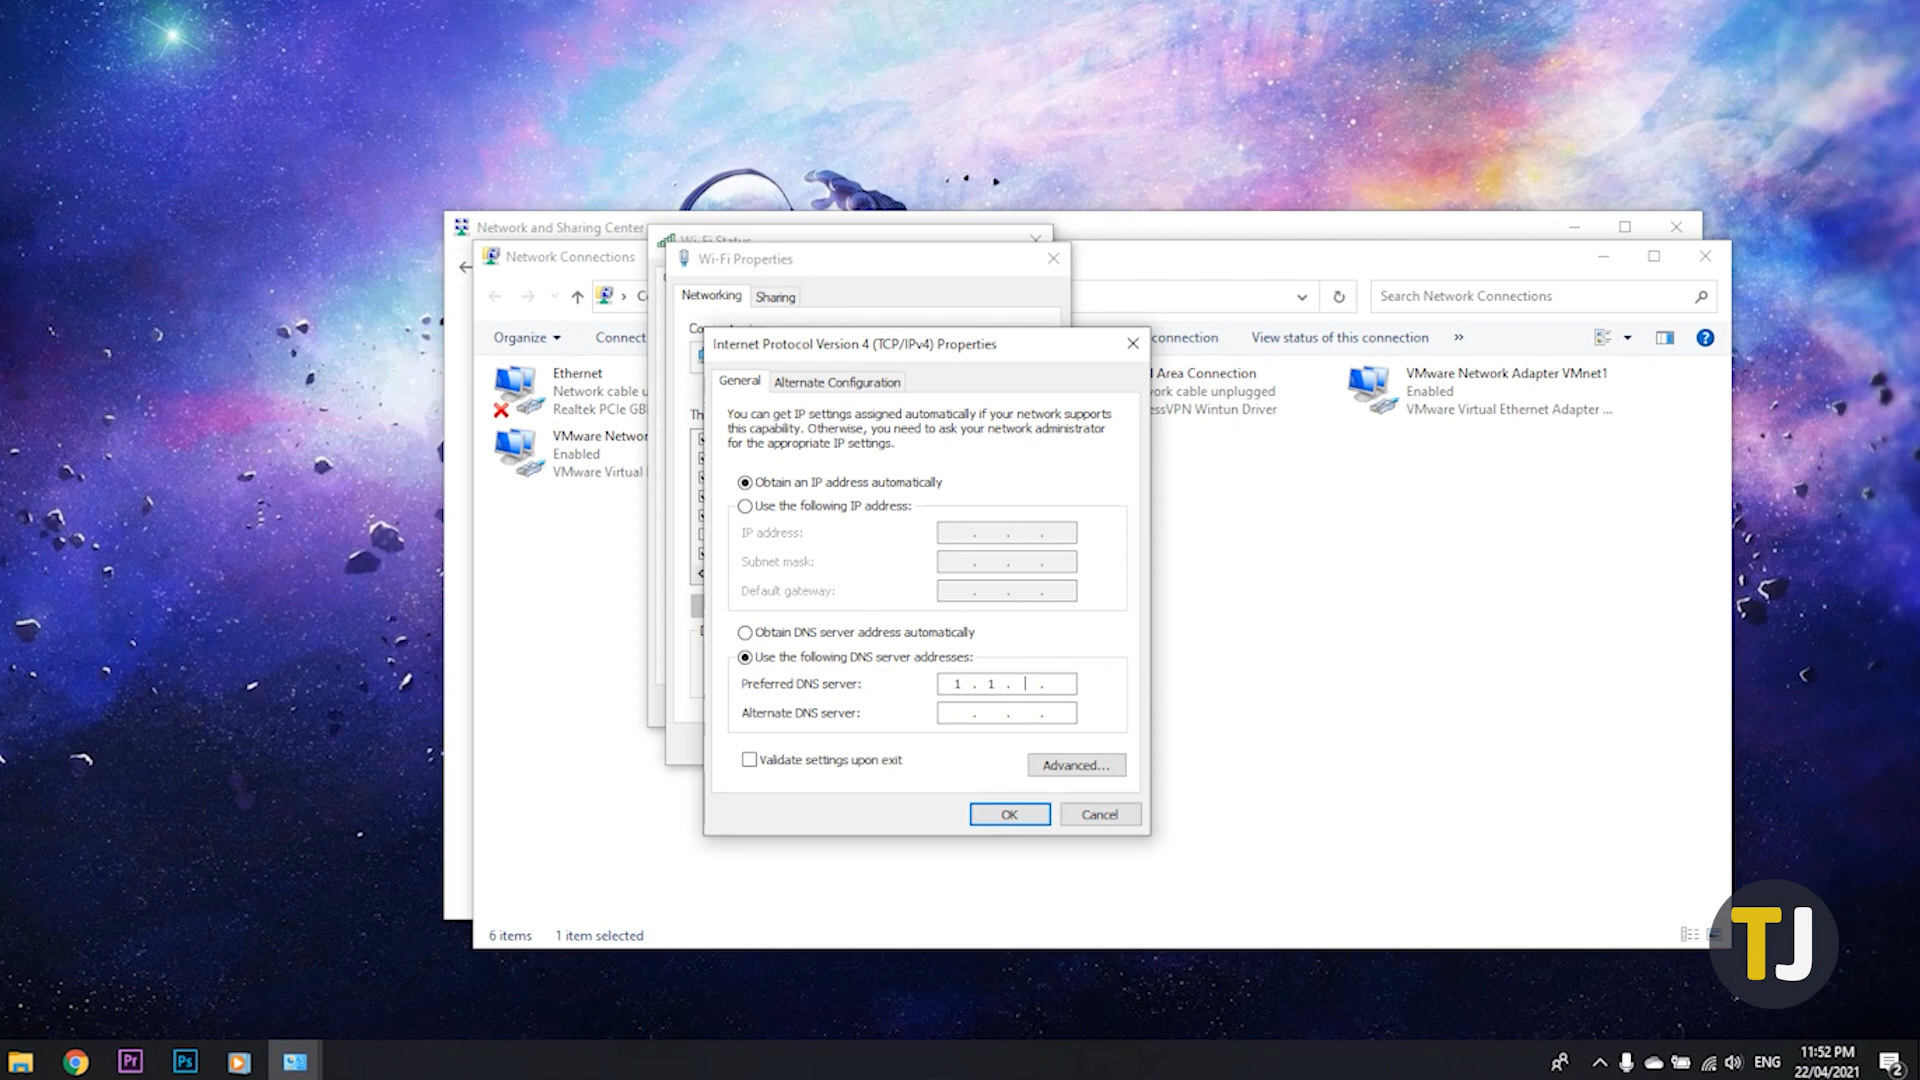 Network and Sharing Center
Wi-Fi Status
Network Connections
Wi-Fi Properties
Networking
Sharing
Search Network Connections
Organize
Connect
connection
View status of this connection
»
Internet Protocol Version 4 (TCP/IPv4) Properties
General
Alternate Configuration
You can get IP settings assigned automatically if your network supports
this capability. Otherwise, you need to ask your network administrator
for the appropriate IP settings.
Obtain an IP address automatically
Use the following IP address:
IP address: . . .
Subnet mask: . . .
Default gateway: . . .
Obtain DNS server address automatically
Use the following DNS server addresses:
Preferred DNS server: 1 . 1 . .
Alternate DNS server: . . .
Validate settings upon exit
Advanced...
OK
Cancel
Ethernet
Network cable u
Realtek PCIe GB
VMware Networ
Enabled
VMware Virtual
l Area Connection
ork cable unplugged
essVPN Wintun Driver
VMware Network Adapter VMnet1
Enabled
VMware Virtual Ethernet Adapter ...
6 items
1 item selected
TJ
Pr
Ps
ENG
11:52 PM
22/04/2021
2